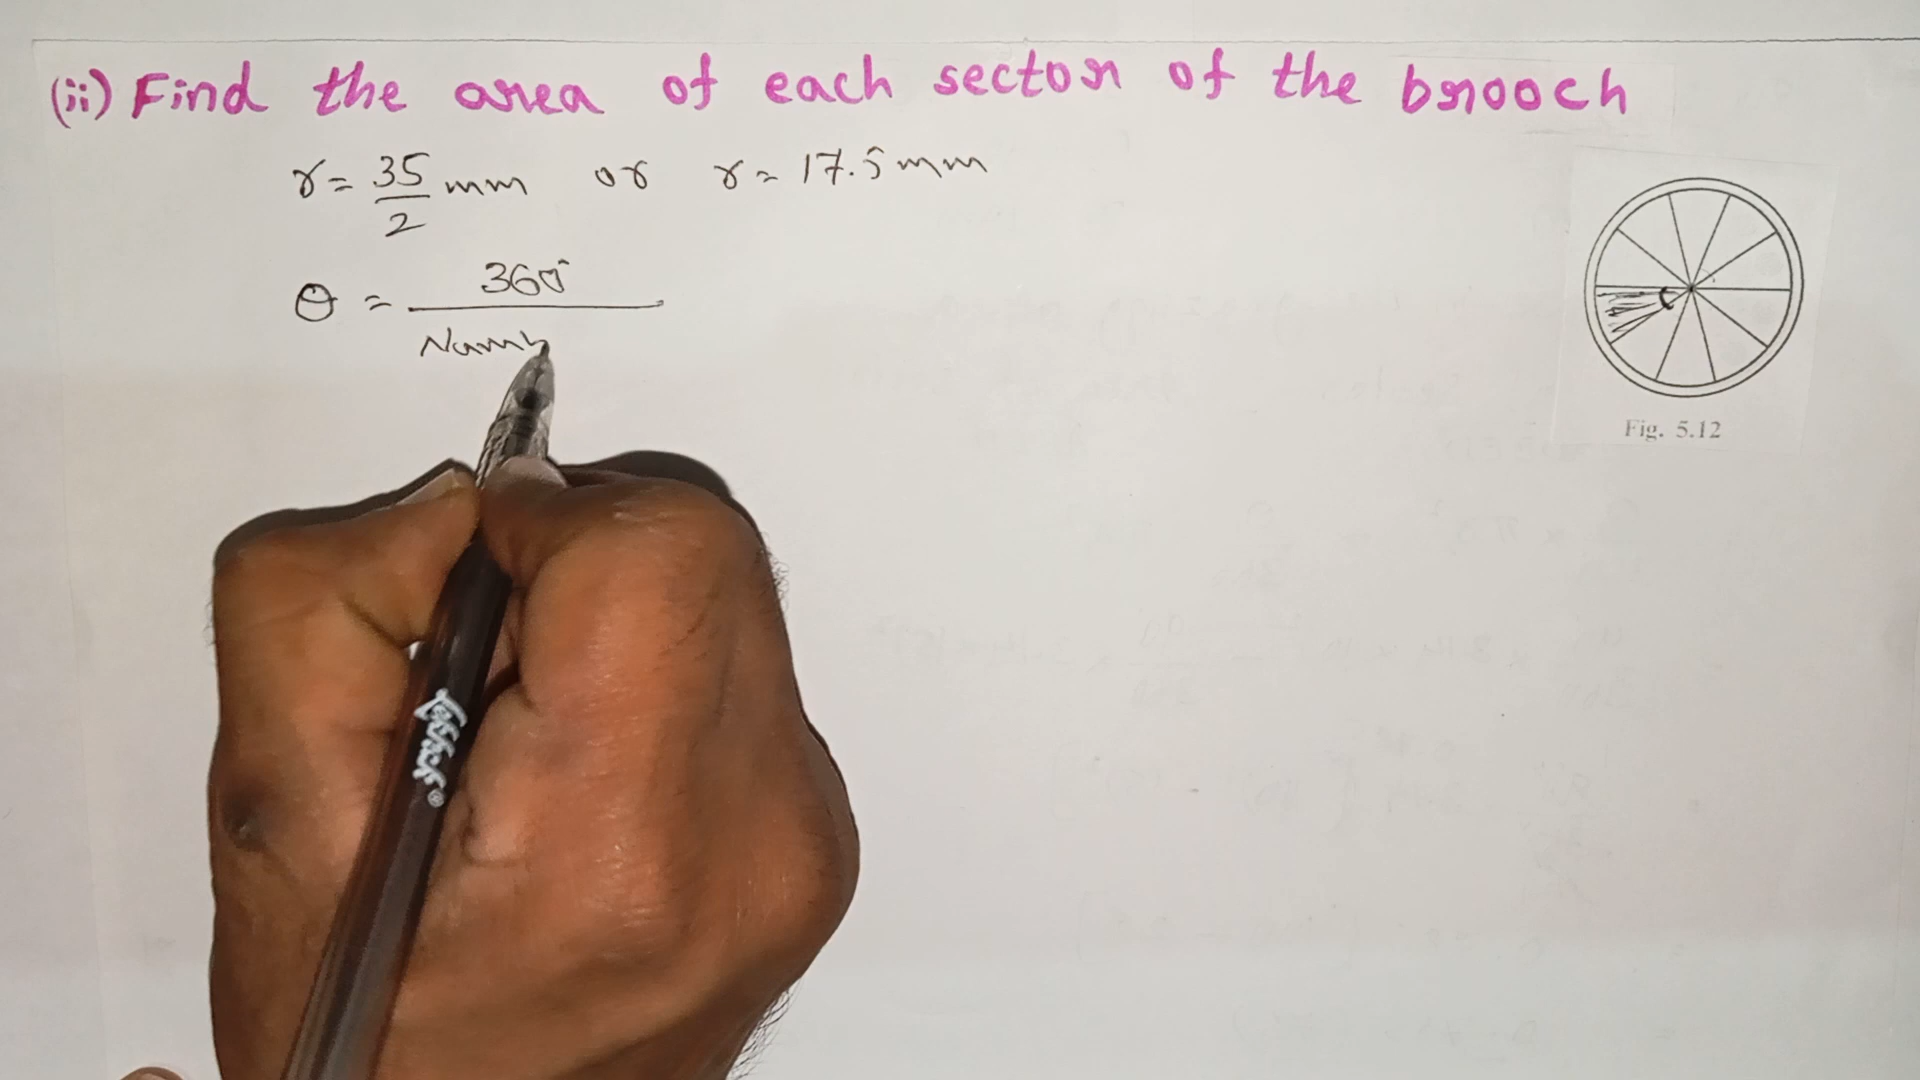 (ii) Find the area of each sector of the brooch
r = 35/2 mm or r = 17.5 mm
θ = 360°
Numb
Fig. 5.12